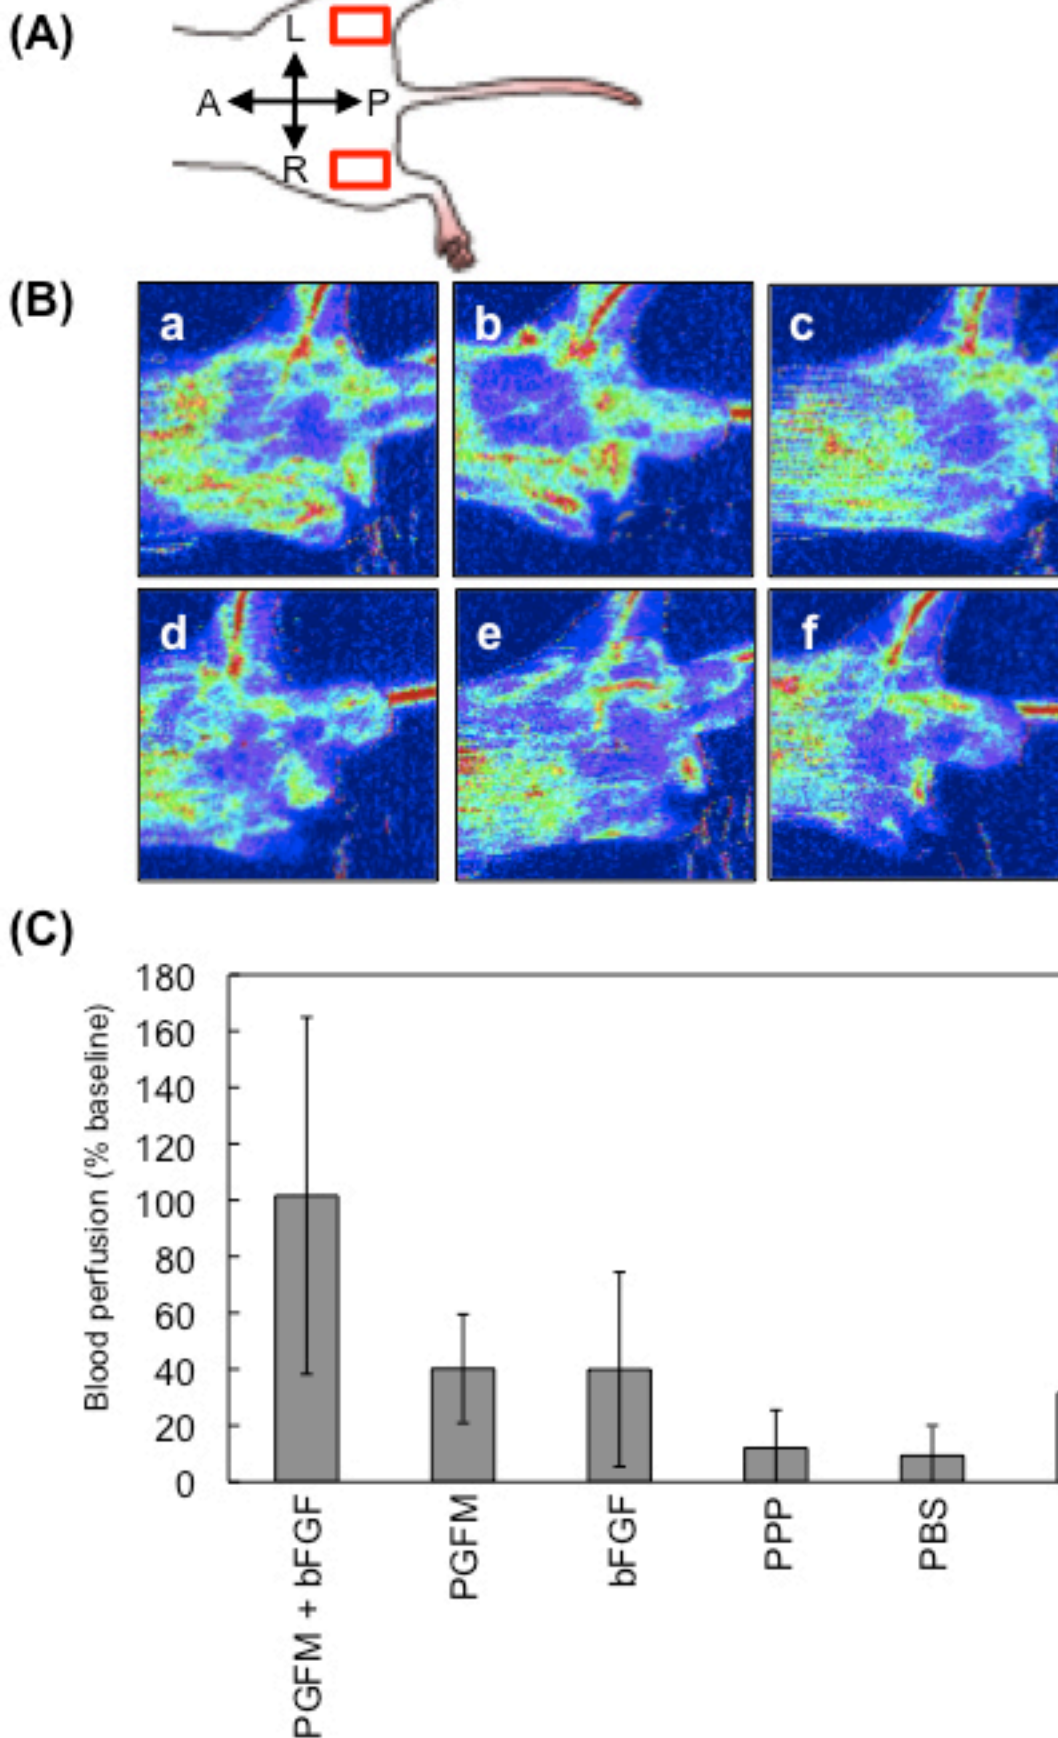 (A)
L
A P
R
(B)
a b c
d e f
(C)
180
160
140
120
100
80
60
40
20
0
Blood perfusion (% baseline)
PGFM + bFGF
PGFM
bFGF
PPP
PBS